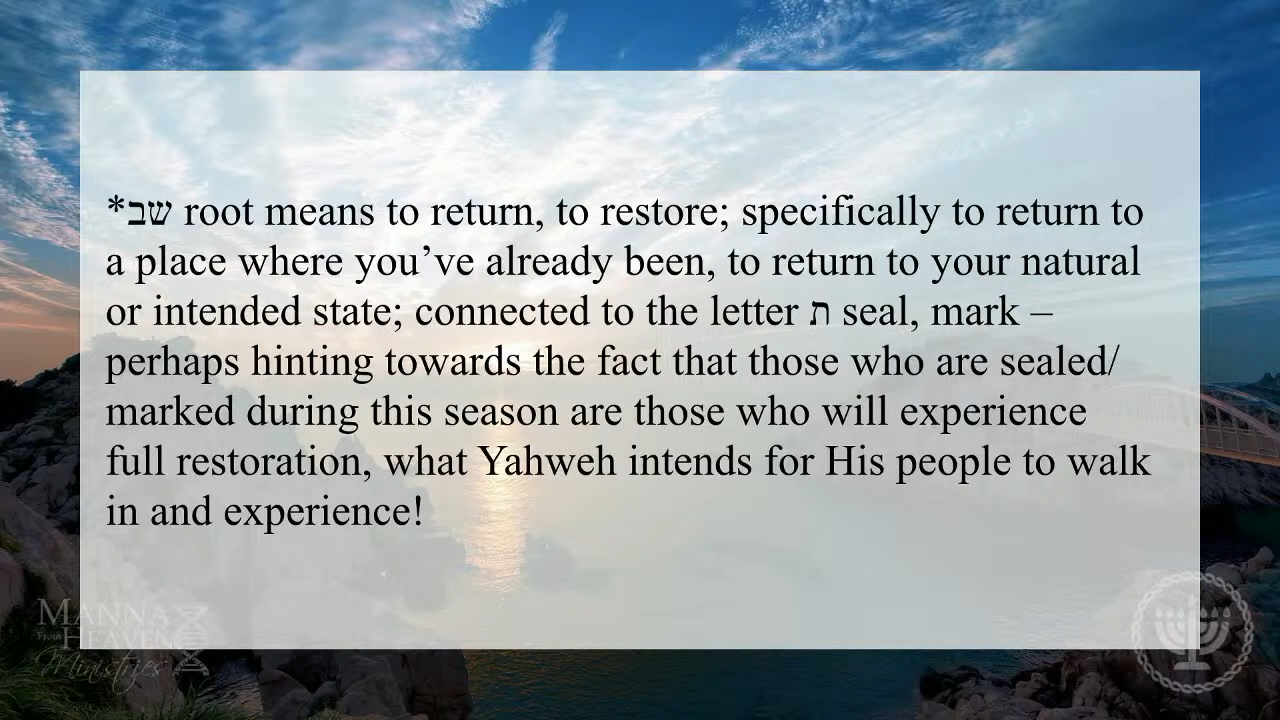 *שב root means to return, to restore; specifically to return to
a place where you’ve already been, to return to your natural
or intended state; connected to the letter ת seal, mark –
perhaps hinting towards the fact that those who are sealed/
marked during this season are those who will experience
full restoration, what Yahweh intends for His people to walk
in and experience!
MANNA
From HEAVEN
Ministries